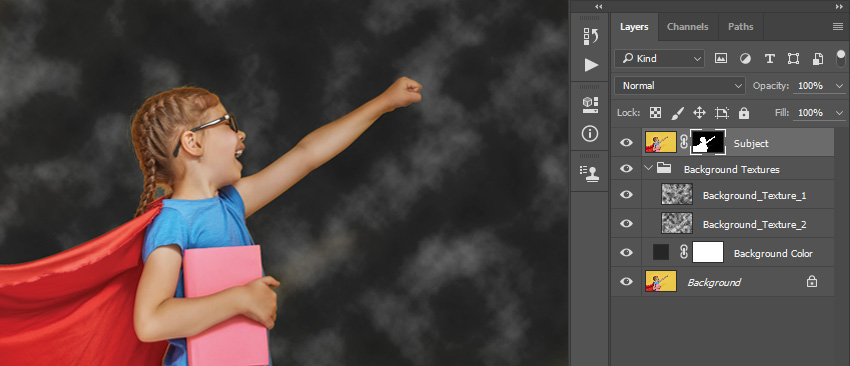 Layers Channels Paths
Kind
Normal Opacity: 100%
Lock: Fill: 100%
Subject
Background Textures
Background_Texture_1
Background_Texture_2
Background Color
Background